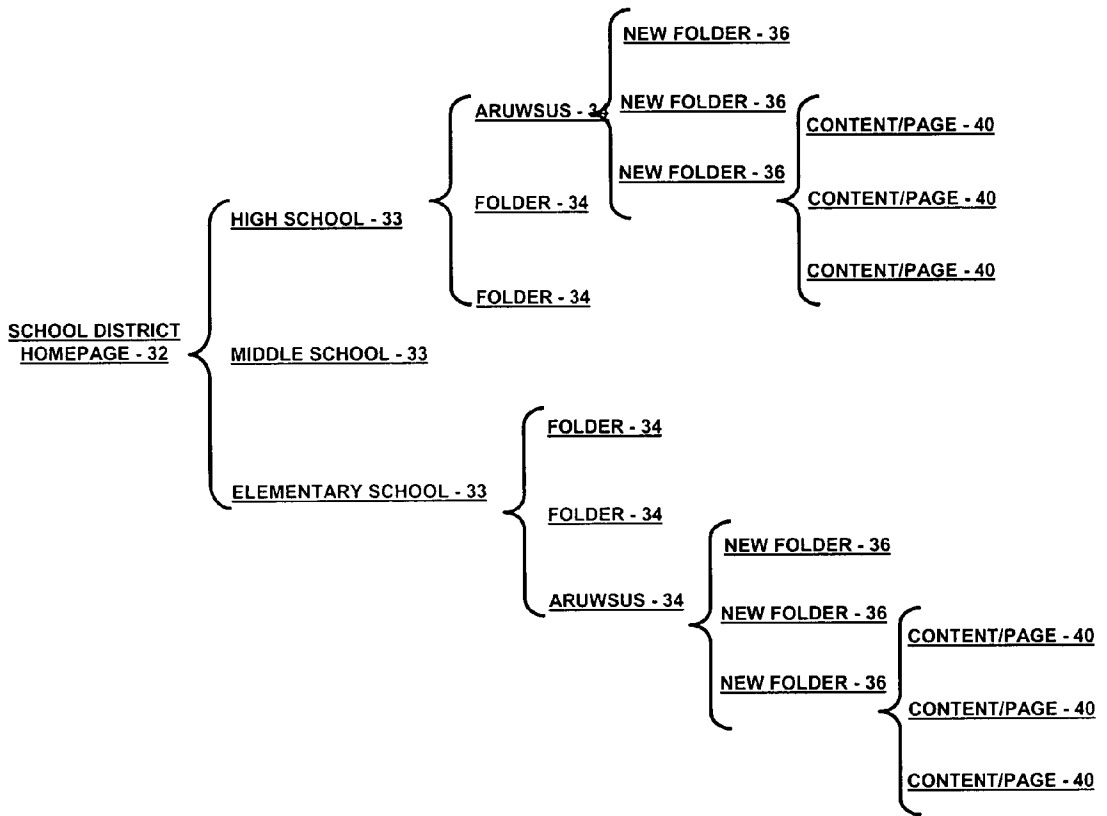 SCHOOL DISTRICT
HOMEPAGE - 32
HIGH SCHOOL - 33
ARUWSUS - 34
NEW FOLDER - 36
NEW FOLDER - 36
NEW FOLDER - 36
CONTENT/PAGE - 40
CONTENT/PAGE - 40
CONTENT/PAGE - 40
FOLDER - 34
FOLDER - 34
MIDDLE SCHOOL - 33
ELEMENTARY SCHOOL - 33
FOLDER - 34
FOLDER - 34
ARUWSUS - 34
NEW FOLDER - 36
NEW FOLDER - 36
NEW FOLDER - 36
CONTENT/PAGE - 40
CONTENT/PAGE - 40
CONTENT/PAGE - 40